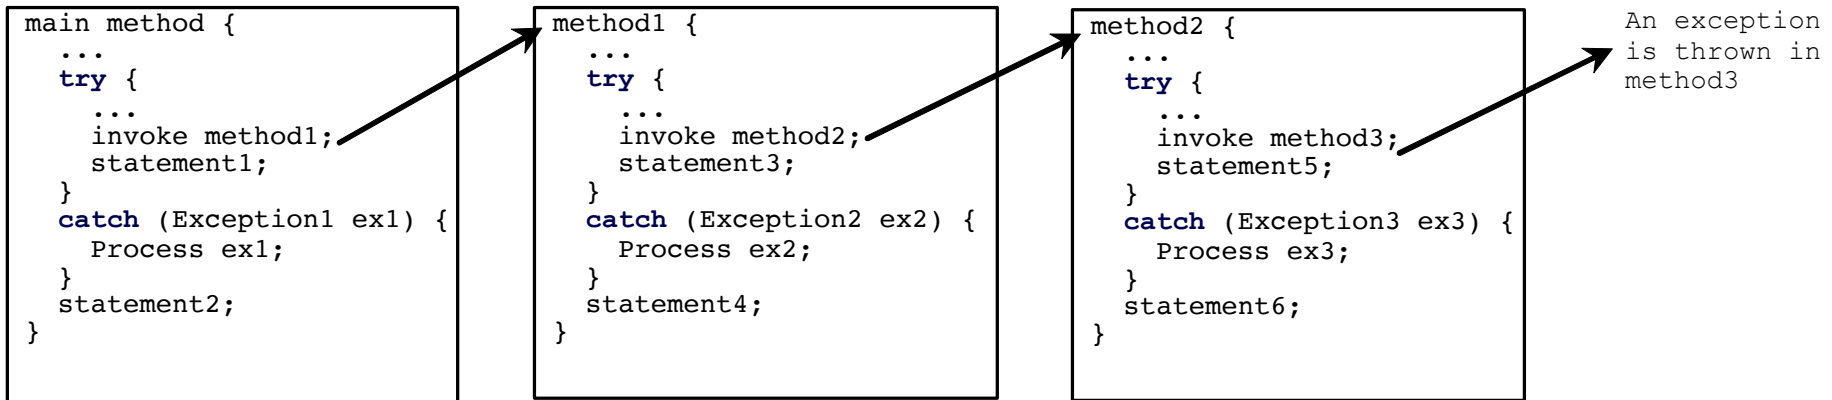 main method {
  ...
  try {
    ...
    invoke method1;
    statement1;
  }
  catch (Exception1 ex1) {
    Process ex1;
  }
  statement2;
}
method1 {
  ...
  try {
    ...
    invoke method2;
    statement3;
  }
  catch (Exception2 ex2) {
    Process ex2;
  }
  statement4;
}
method2 {
  ...
  try {
    ...
    invoke method3;
    statement5;
  }
  catch (Exception3 ex3) {
    Process ex3;
  }
  statement6;
}
An exception
is thrown in
method3